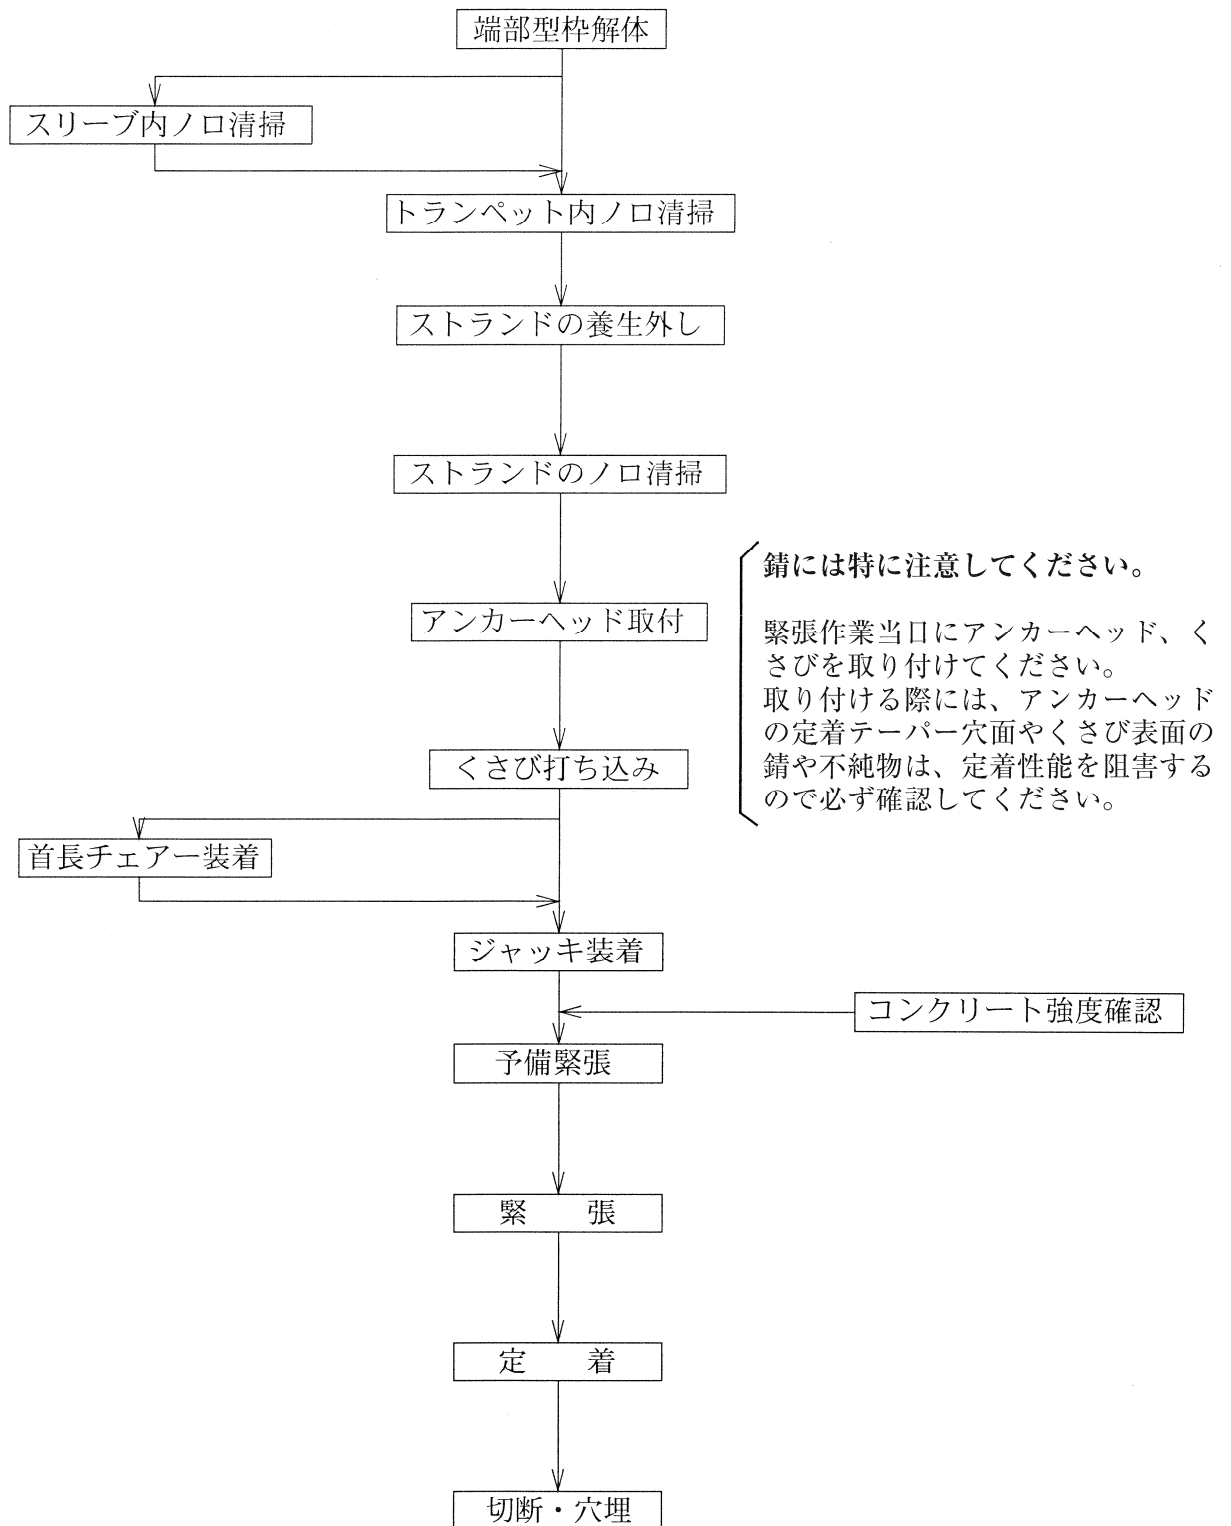 端部型枠解体
スリーブ内ノロ清掃
トランペット内ノロ清掃
ストランドの養生外し
ストランドのノロ清掃
アンカーヘッド取付
錆には特に注意してください。
緊張作業当日にアンカーヘッド、く
さびを取り付けてください。
取り付ける際には、アンカーヘッド
の定着テーパー穴面やくさび表面の
錆や不純物は、定着性能を阻害する
ので必ず確認してください。
くさび打ち込み
首長チェアー装着
ジャッキ装着
コンクリート強度確認
予備緊張
緊　　張
定　　着
切断・穴埋